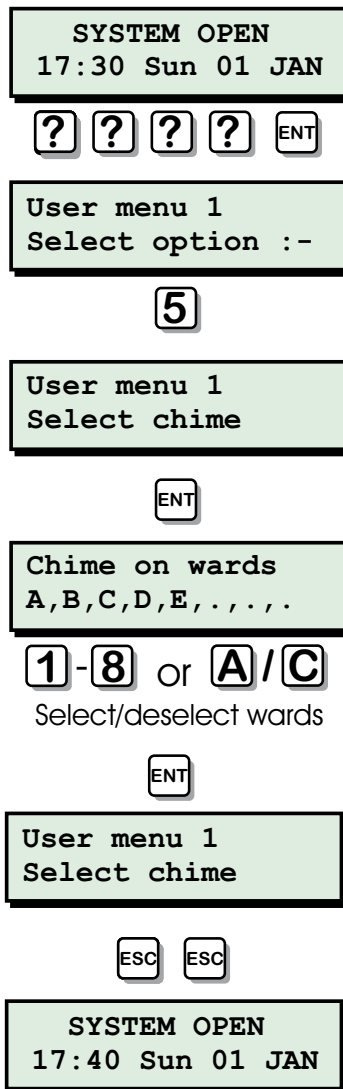 SYSTEM OPEN
17:30 Sun 01 JAN
? ? ? ? ENT
User menu 1
Select option :-
5
User menu 1
Select chime
ENT
Chime on wards
A,B,C,D,E,.,.,.
1-8 or A/C
Select/deselect wards
ENT
User menu 1
Select chime
ESC ESC
SYSTEM OPEN
17:40 Sun 01 JAN